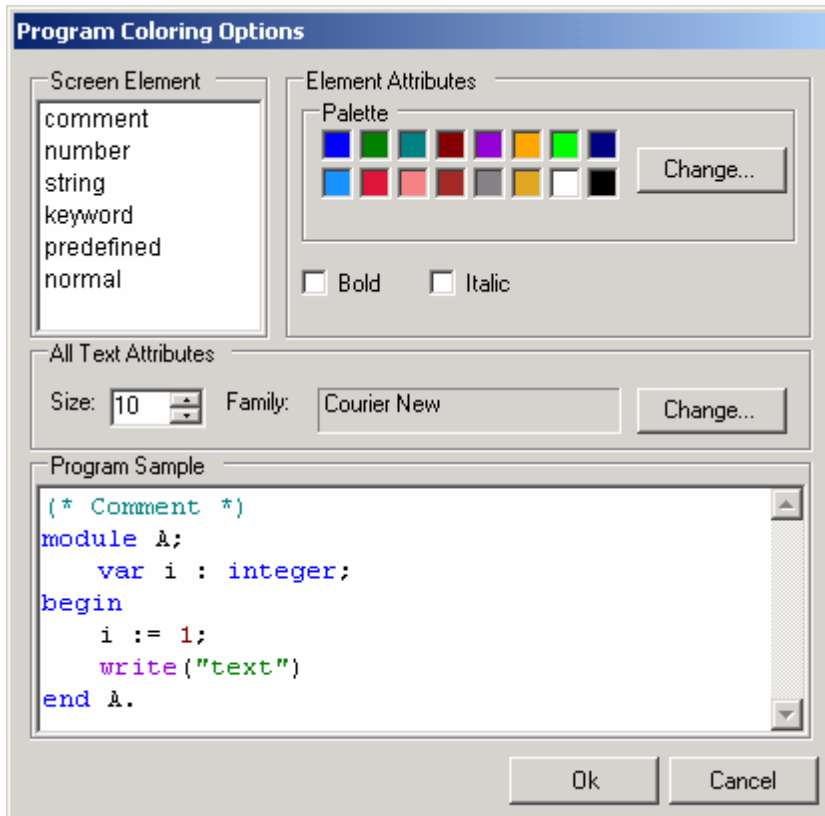 Program Coloring Options
Screen Element
comment
number
string
keyword
predefined
normal
Element Attributes
Palette
Change...
Bold
Italic
All Text Attributes
Size:
10
Family:
Courier New
Change...
Program Sample
(* Comment *)
module A;
    var i : integer;
begin
    i := 1;
    write("text")
end A.
Ok
Cancel